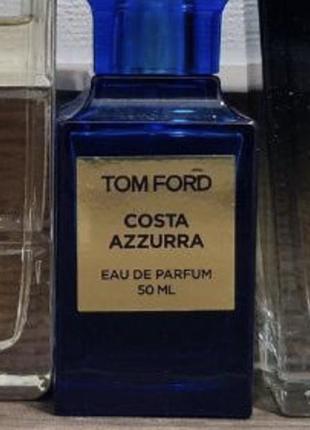 TOM FORD
COSTA
AZZURRA
EAU DE PARFUM
50 ML